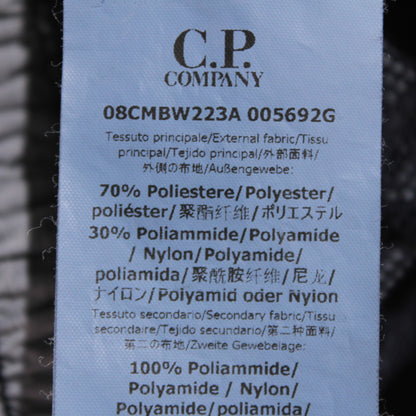 C.P.
COMPANY
08CMBW223A 005692G
Tessuto principale/External fabric/Tissu
principal/Tejido principal/外部面料/
外側の布地/Außengewebe:
70% Poliestere/Polyester/
poliéster/聚酯纤维/ポリエステル
30% Poliammide/Polyamide
/ Nylon/Polyamide/
poliamida/聚酰胺纤维/尼龙/
ナイロン/Polyamid oder Nylon
Tessuto secondario/Secondary fabric/Tissu
secondaire/Tejido secundario/第二种面料/
第二の布地/Zweite Gewebelage:
100% Poliammide/
Polyamide / Nylon/
Polyamide/poliamida/